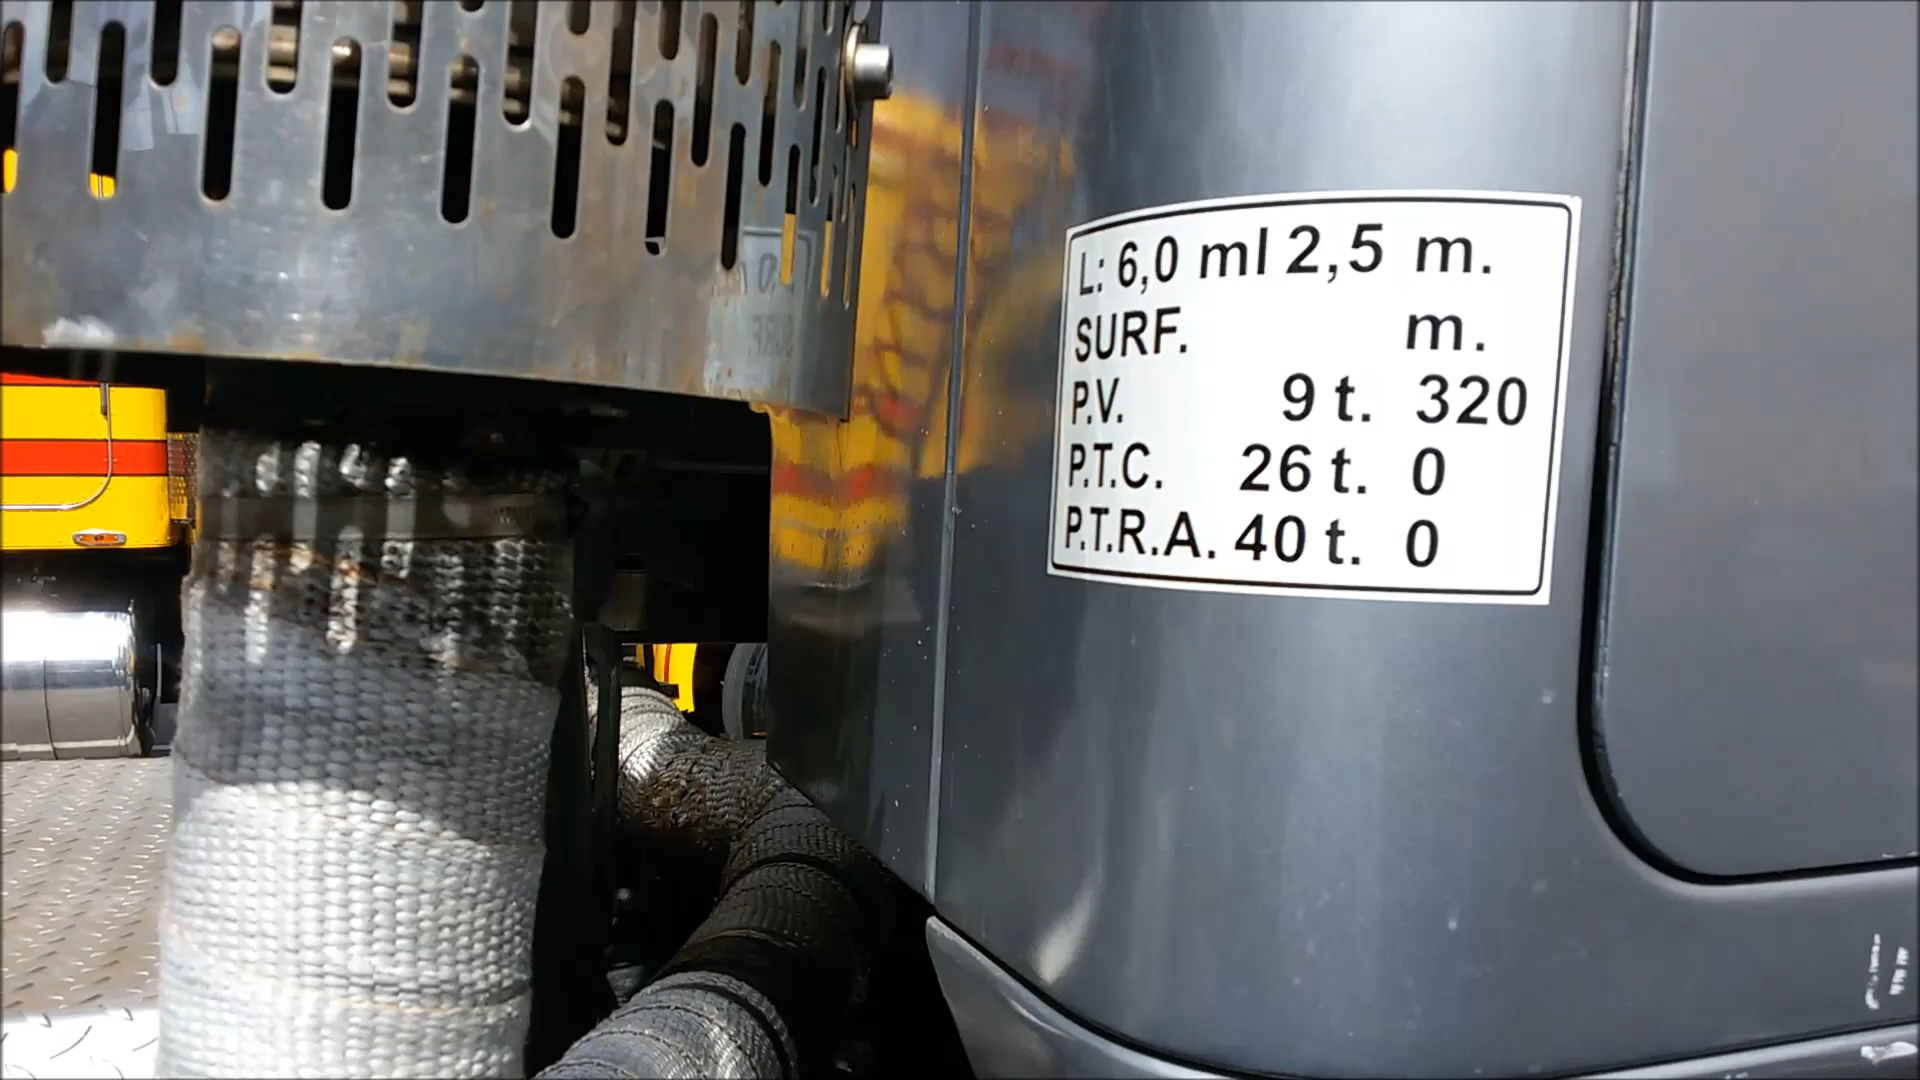 L: 6,0 ml 2,5 m.
SURF. m.
P.V. 9 t. 320
P.T.C. 26 t. 0
P.T.R.A. 40 t. 0